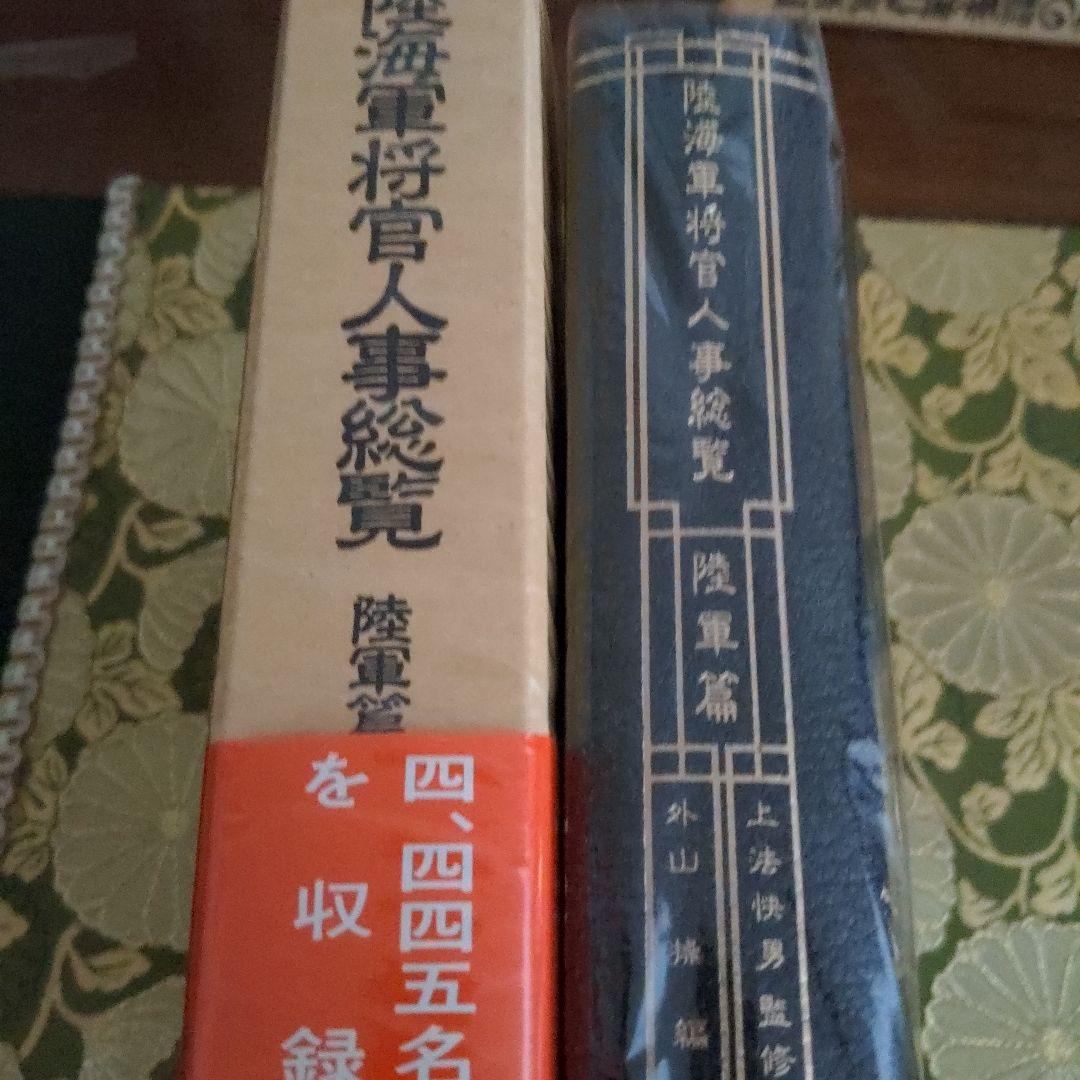 陸海軍将官人事総覧
陸軍篇
四、四四五名
を収録
陸海軍将官人事総覧
陸軍篇
上法快男監修
外山操編